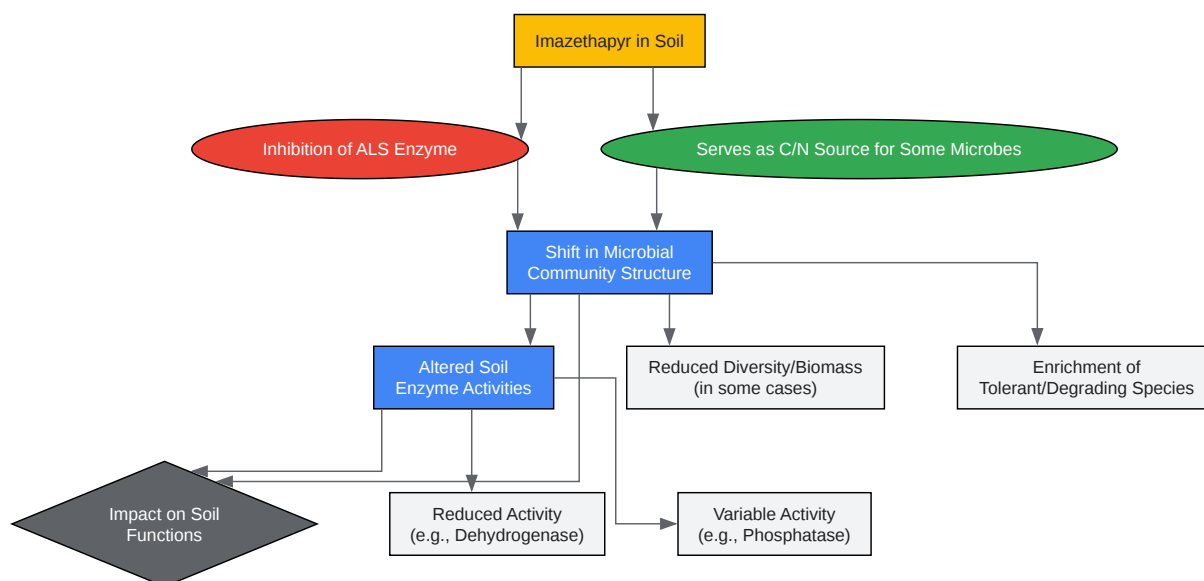 Imazethapyr in Soil
Inhibition of ALS Enzyme
Serves as C/N Source for Some Microbes
Shift in Microbial
Community Structure
Altered Soil
Enzyme Activities
Reduced Diversity/Biomass
(in some cases)
Enrichment of
Tolerant/Degrading Species
Impact on Soil
Functions
Reduced Activity
(e.g., Dehydrogenase)
Variable Activity
(e.g., Phosphatase)